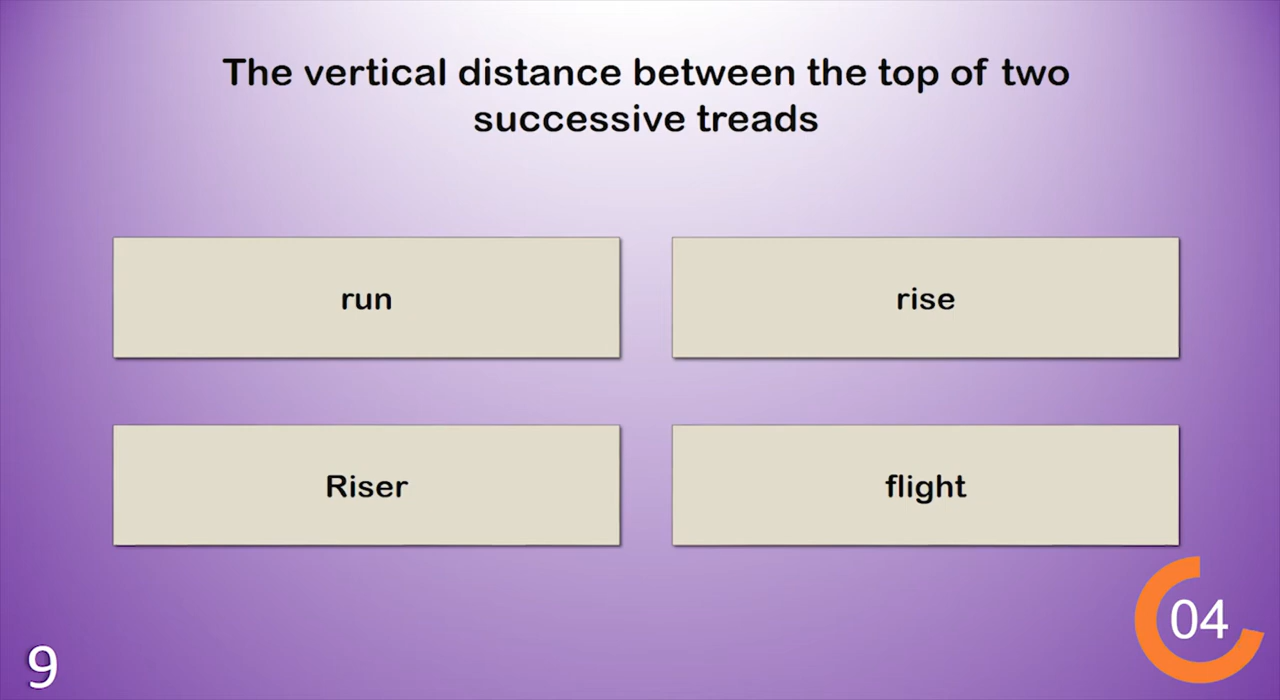 The vertical distance between the top of two
successive treads
run
rise
Riser
flight
04
9